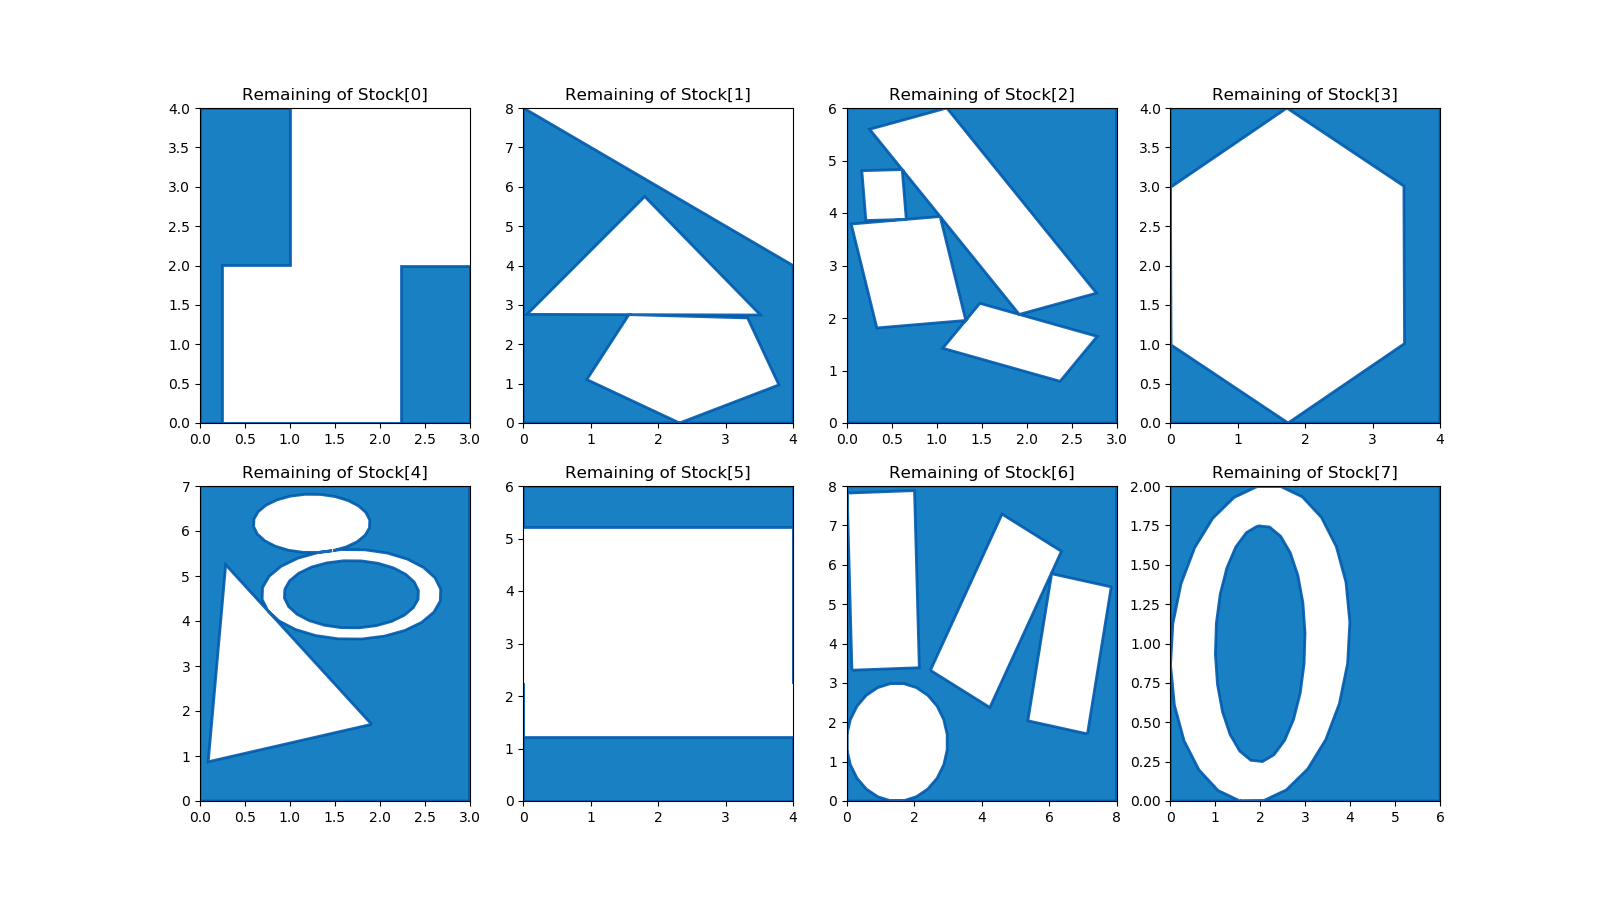 Remaining of Stock[0] Remaining of Stock[1] Remaining of Stock[2] Remaining of Stock[3]
4.0 8 6 4.0
3.5 7 3.5
3.0 6 5 3.0
2.5 5 4 2.5
2.0 4 3 2.0
1.5 3 1.5
1.0 2 2 1.0
0.5 1 1 0.5
0.0 0 0 0.0
0.0 0.5 1.0 1.5 2.0 2.5 3.0 0 1 2 3 4 0.0 0.5 1.0 1.5 2.0 2.5 3.0 0 1 2 3 4
Remaining of Stock[4] Remaining of Stock[5] Remaining of Stock[6] Remaining of Stock[7]
7 6 8 2.00
6 5 7 1.75
5 4 6 1.50
4 3 5 1.25
3 2 4 1.00
2 1 3 0.75
1 0 2 0.50
0 1 0.25
0 0.00
0.0 0.5 1.0 1.5 2.0 2.5 3.0 0 1 2 3 4 0 2 4 6 8 0 1 2 3 4 5 6